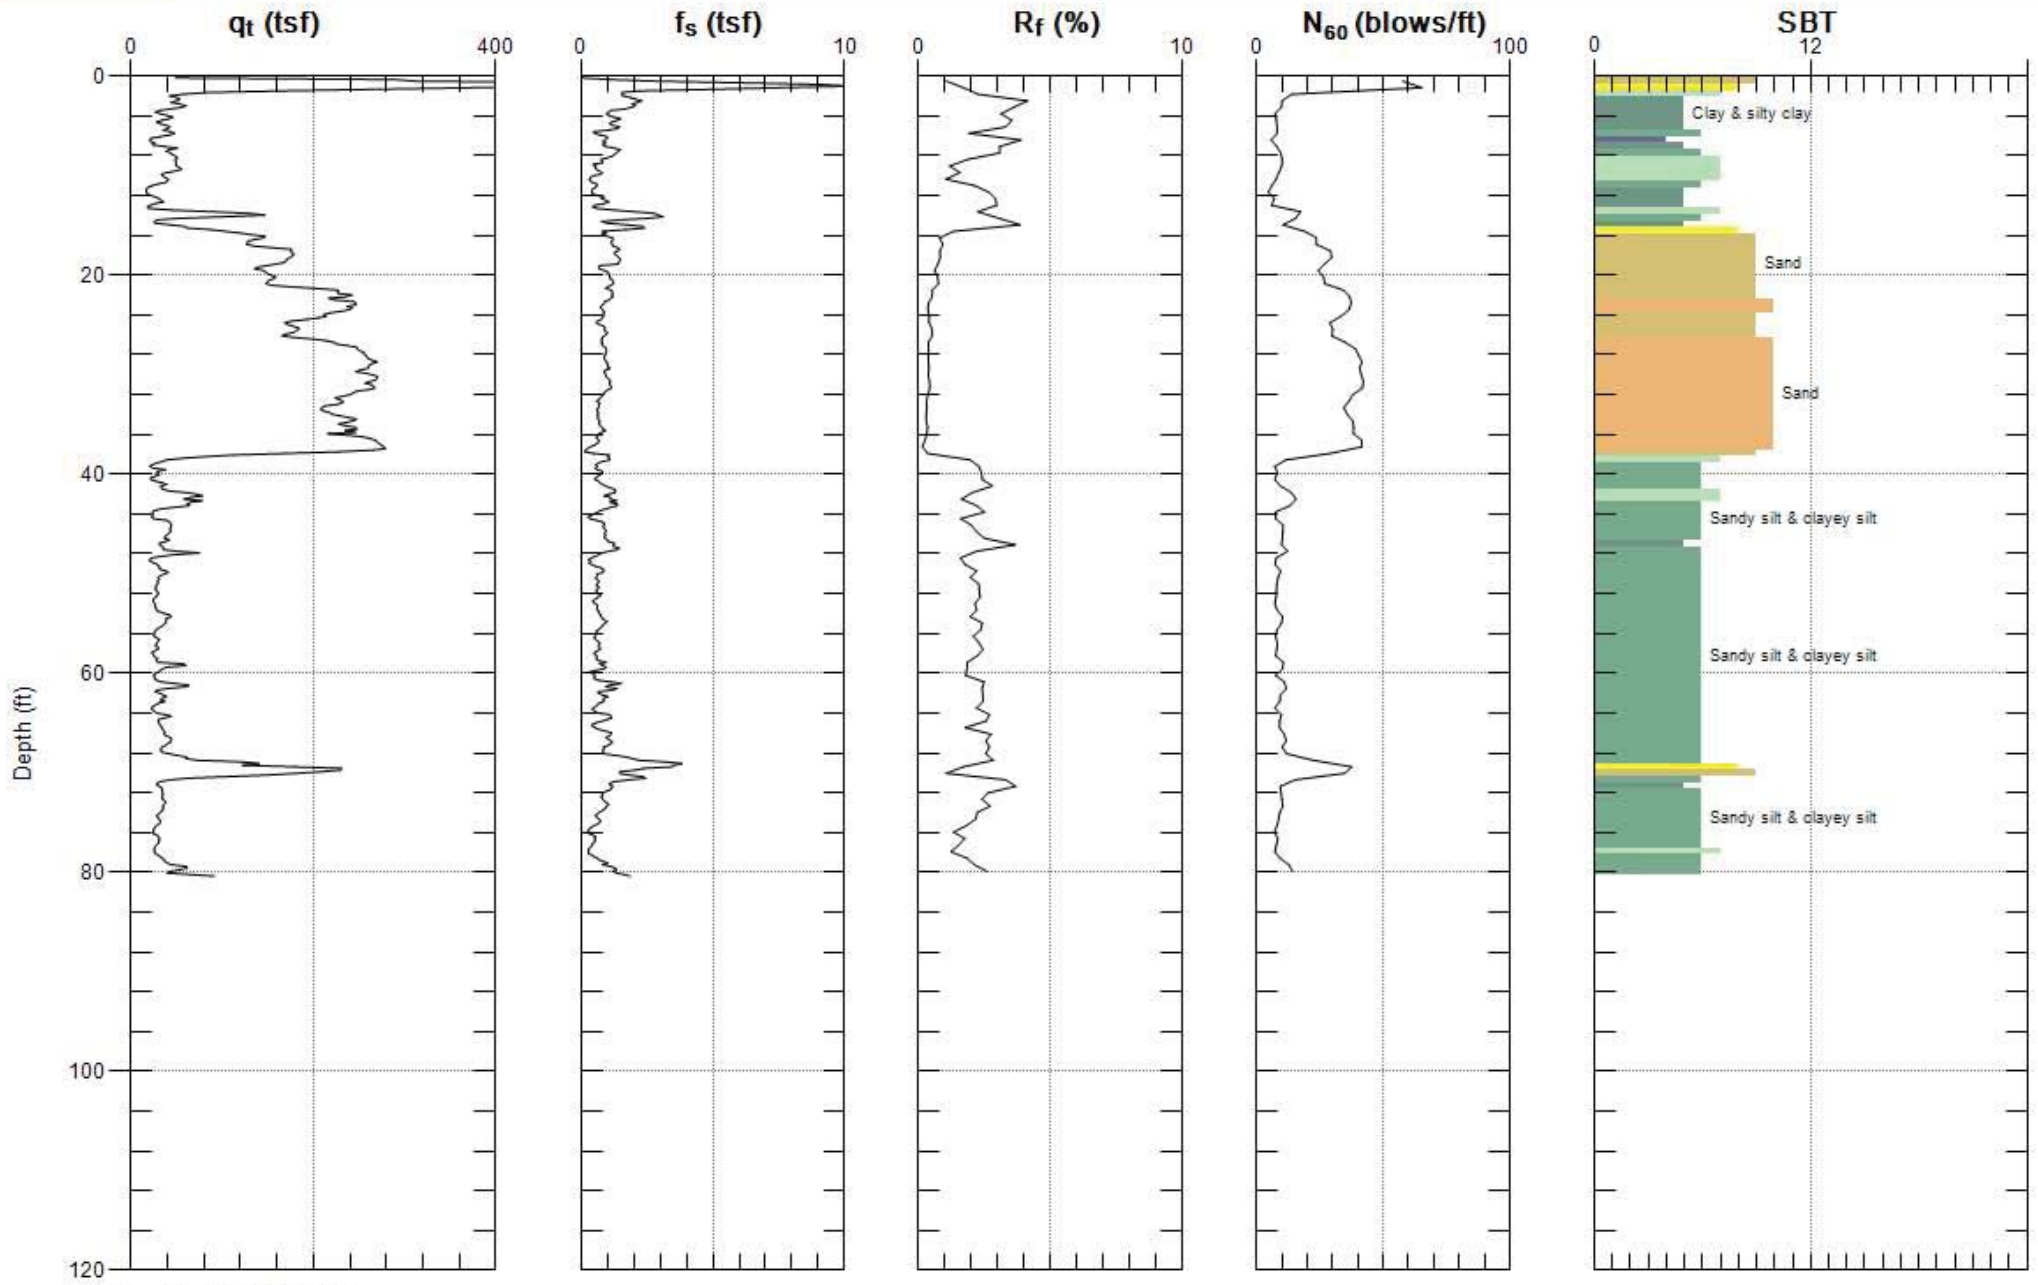 qt (tsf) fs (tsf) Rf (%) N60 (blows/ft) SBT
0 400 0 10 0 10 0 100 0 12
0
Clay & silty clay
Sand
20
Sand
40
Sandy silt & clayey silt
Sandy silt & clayey silt
60
Depth (ft)
Sandy silt & clayey silt
80
100
120